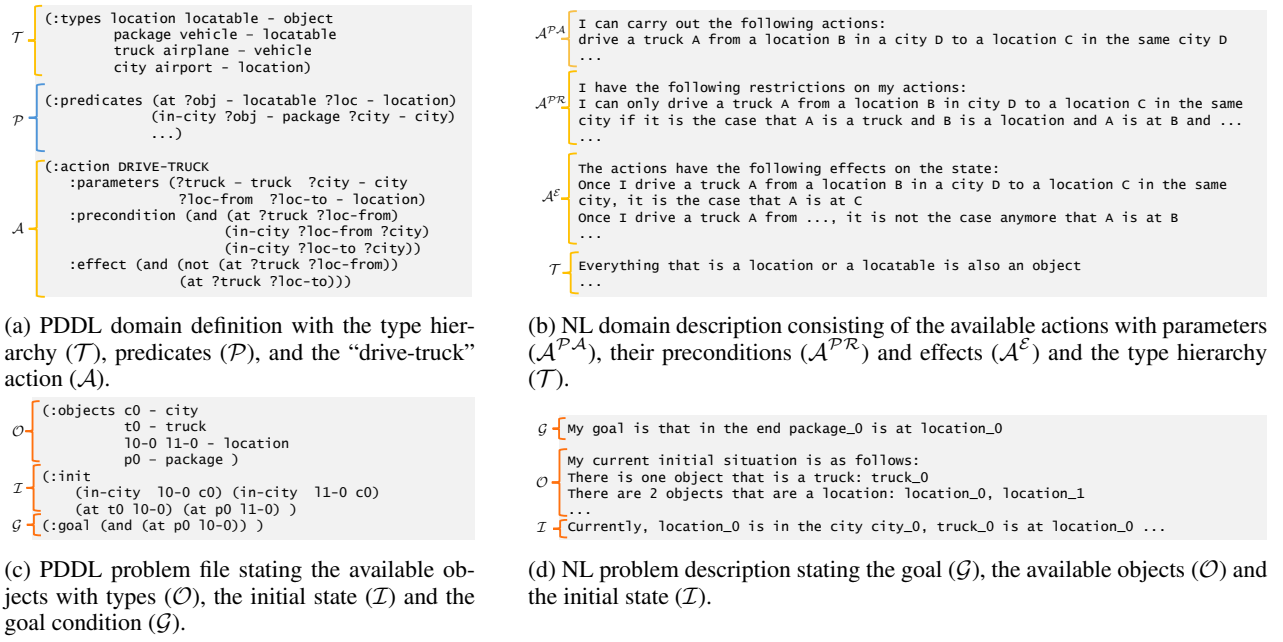 𝒯
(:types location locatable - object
package vehicle - locatable
truck airplane - vehicle
city airport - location)
𝒫
(:predicates (at ?obj - locatable ?loc - location)
(in-city ?obj - package ?city - city)
...)
𝒜
(:action DRIVE-TRUCK
:parameters (?truck - truck ?city - city
?loc-from ?loc-to - location)
:precondition (and (at ?truck ?loc-from)
(in-city ?loc-from ?city)
(in-city ?loc-to ?city))
:effect (and (not (at ?truck ?loc-from))
(at ?truck ?loc-to)))
(a) PDDL domain definition with the type hier-
archy (𝒯), predicates (𝒫), and the “drive-truck”
action (𝒜).
𝒜^𝒫𝒜
I can carry out the following actions:
drive a truck A from a location B in a city D to a location C in the same city D
...
𝒜^𝒫ℛ
I have the following restrictions on my actions:
I can only drive a truck A from a location B in city D to a location C in the same
city if it is the case that A is a truck and B is a location and A is at B and ...
...
𝒜^ℰ
The actions have the following effects on the state:
Once I drive a truck A from a location B in a city D to a location C in the same
city, it is the case that A is at C
Once I drive a truck A from ..., it is not the case anymore that A is at B
...
𝒯
Everything that is a location or a locatable is also an object
...
(b) NL domain description consisting of the available actions with parameters
(𝒜^𝒫𝒜), their preconditions (𝒜^𝒫ℛ) and effects (𝒜^ℰ) and the type hierarchy
(𝒯).
𝒪
(:objects c0 - city
t0 - truck
l0-0 l1-0 - location
p0 - package )
ℐ
(:init
(in-city l0-0 c0) (in-city l1-0 c0)
(at t0 l0-0) (at p0 l1-0) )
𝒢
(:goal (and (at p0 l0-0)) )
(c) PDDL problem file stating the available ob-
jects with types (𝒪), the initial state (ℐ) and the
goal condition (𝒢).
𝒢
My goal is that in the end package_0 is at location_0
𝒪
My current initial situation is as follows:
There is one object that is a truck: truck_0
There are 2 objects that are a location: location_0, location_1
...
ℐ
Currently, location_0 is in the city city_0, truck_0 is at location_0 ...
(d) NL problem description stating the goal (𝒢), the available objects (𝒪) and
the initial state (ℐ).